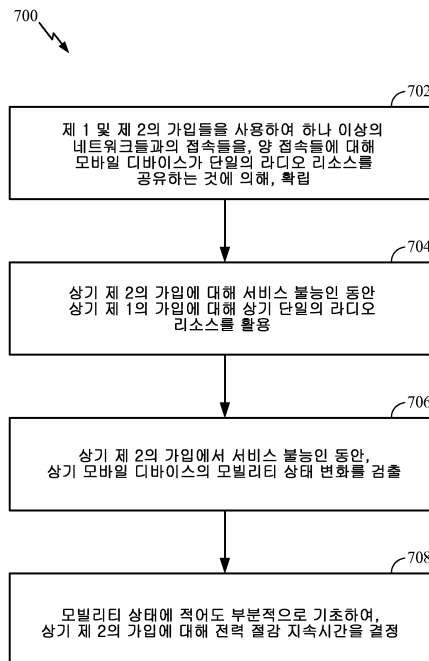 700
702
제 1 및 제 2의 가입들을 사용하여 하나 이상의
네트워크들과의 접속들을, 양 접속들에 대해
모바일 디바이스가 단일의 라디오 리소스를
공유하는 것에 의해, 확립
704
상기 제 2의 가입에 대해 서비스 불능인 동안
상기 제 1의 가입에 대해 상기 단일의 라디오
리소스를 활용
706
상기 제 2의 가입에서 서비스 불능인 동안,
상기 모바일 디바이스의 모빌리티 상태 변화를 검출
708
모빌리티 상태에 적어도 부분적으로 기초하여,
상기 제 2의 가입에 대해 전력 절감 지속시간을 결정